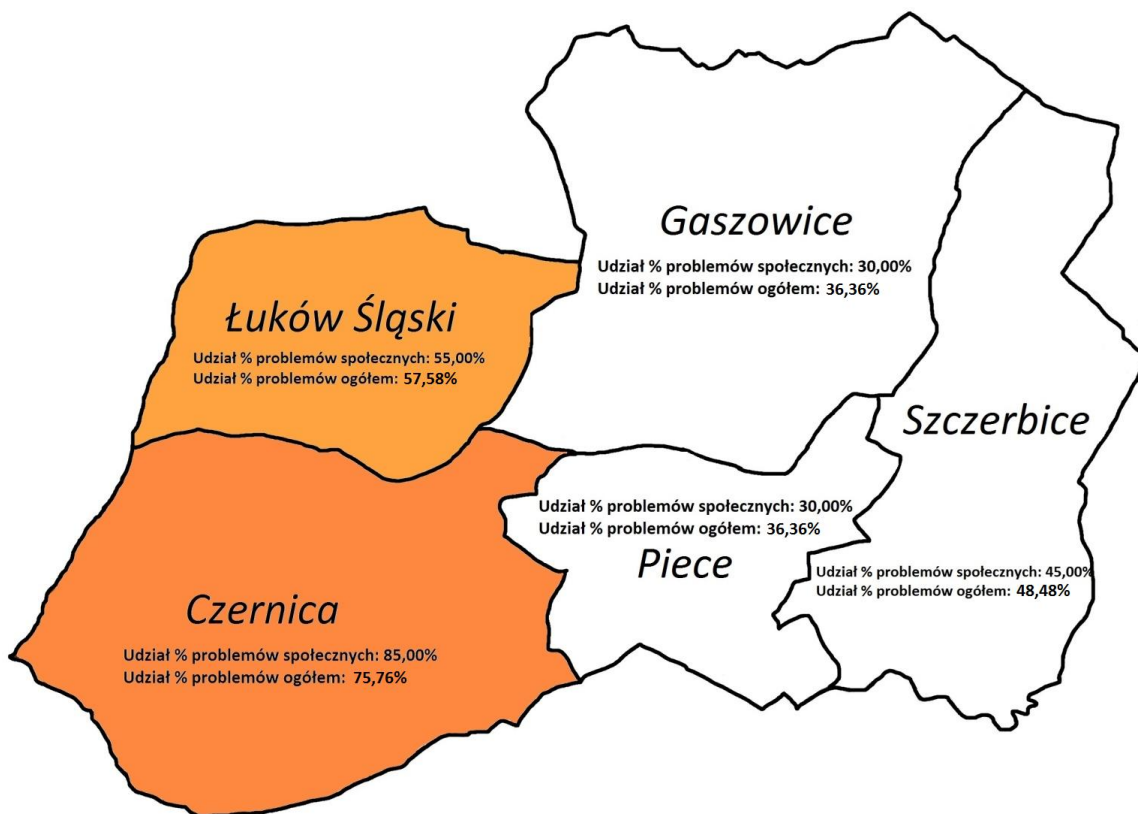 Gaszowice
Udział % problemów społecznych: 30,00%
Udział % problemów ogółem: 36,36%
Łuków Śląski
Udział % problemów społecznych: 55,00%
Udział % problemów ogółem: 57,58%
Szczerbice
Udział % problemów społecznych: 45,00%
Udział % problemów ogółem: 48,48%
Udział % problemów społecznych: 30,00%
Udział % problemów ogółem: 36,36%
Piece
Czernica
Udział % problemów społecznych: 85,00%
Udział % problemów ogółem: 75,76%